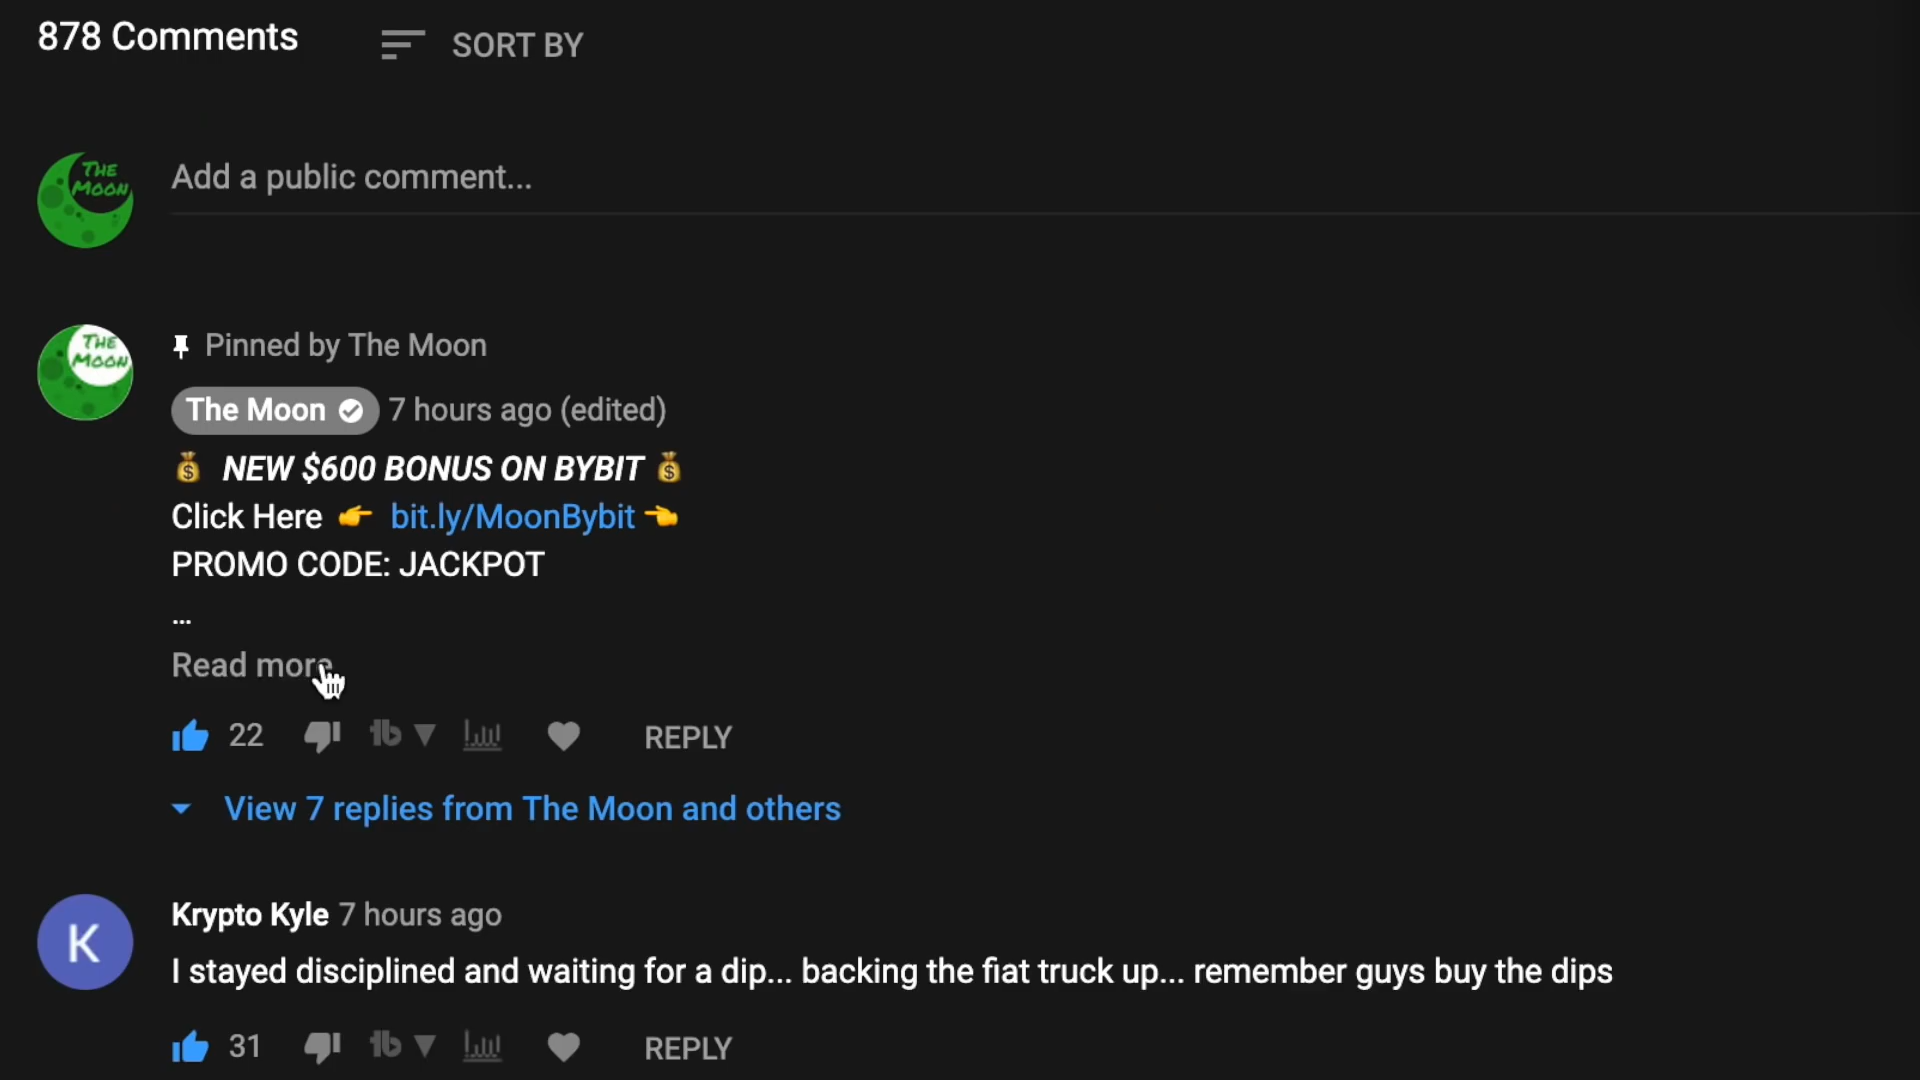 878 Comments
SORT BY
THE
MOON
Add a public comment...
THE
MOON
Pinned by The Moon
The Moon 7 hours ago (edited)
💰 NEW $600 BONUS ON BYBIT 💰
Click Here 👉 bit.ly/MoonBybit 👈
PROMO CODE: JACKPOT
...
Read more
22 REPLY
View 7 replies from The Moon and others
K
Krypto Kyle 7 hours ago
I stayed disciplined and waiting for a dip... backing the fiat truck up... remember guys buy the dips
31 REPLY